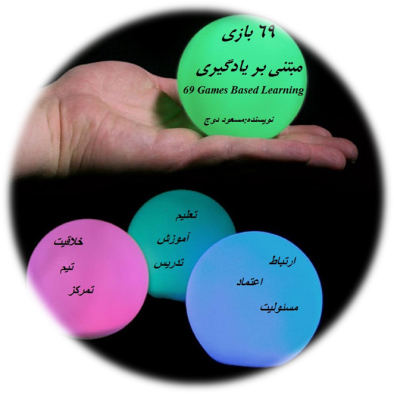 ۶۹ بازی
مبتنی بر یادگیری
69 Games Based Learning
نویسنده:مسعود دوج
تعلیم
آموزش
تدریس
خلاقیت
تیم
تمرکز
ارتباط
اعتماد
مسئولیت